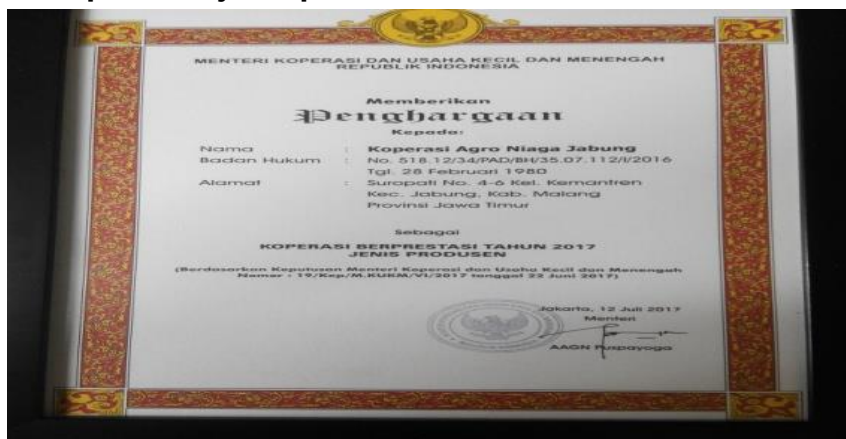 MENTERI KOPERASI DAN USAHA KECIL DAN MENENGAH
REPUBLIK INDONESIA
Memberikan
Penghargaan
Kepada:
Nama : Koperasi Agro Niaga Jabung
Badan Hukum : No. 518.12/34/PAD/BH/35.07.112/I/2016
Tgl. 28 Februari 1980
Alamat : Suropati No. 4-6 Kel. Kemantren
Kec. Jabung, Kab. Malang
Provinsi Jawa Timur
Sebagai
KOPERASI BERPRESTASI TAHUN 2017
JENIS PRODUSEN
(Berdasarkan Keputusan Menteri Koperasi dan Usaha Kecil dan Menengah
Nomor : 19/Kep/M.KUKM/VI/2017 tanggal 22 Juni 2017)
Jakarta, 12 Juli 2017
Menteri
AAGN Puspayoga